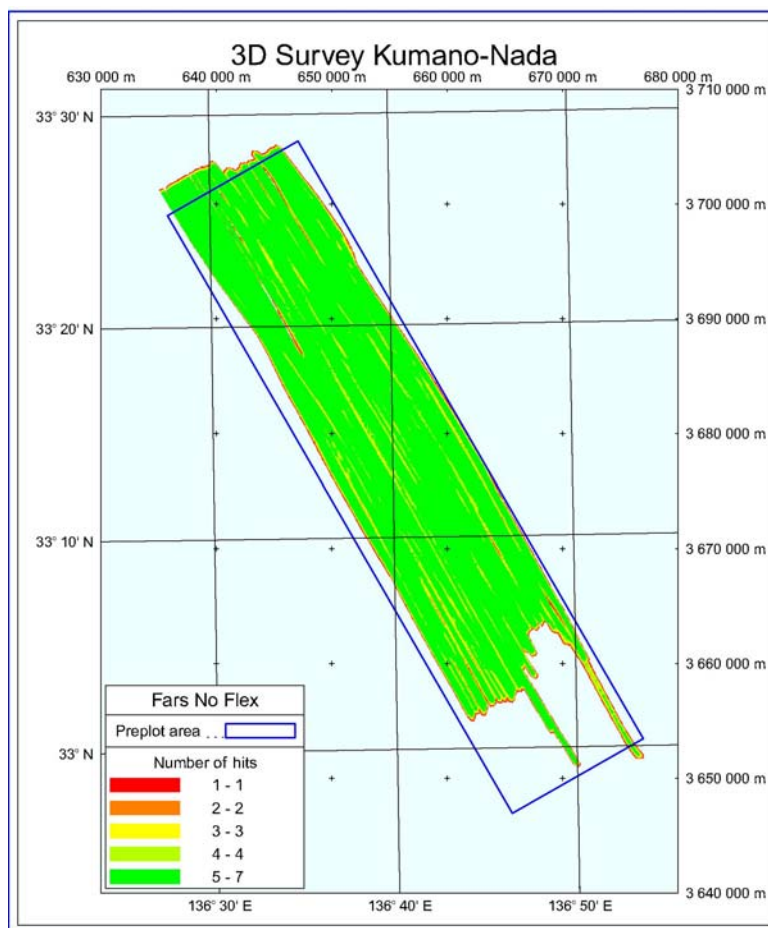 3D Survey Kumano-Nada
630 000 m 640 000 m 650 000 m 660 000 m 670 000 m 680 000 m
3 710 000 m
33° 30' N
3 700 000 m
3 690 000 m
33° 20' N
3 680 000 m
33° 10' N
3 670 000 m
3 660 000 m
Fars No Flex
Preplot area ....
33° N
Number of hits
3 650 000 m
1 - 1
2 - 2
3 - 3
4 - 4
5 - 7
3 640 000 m
136° 30' E 136° 40' E 136° 50' E